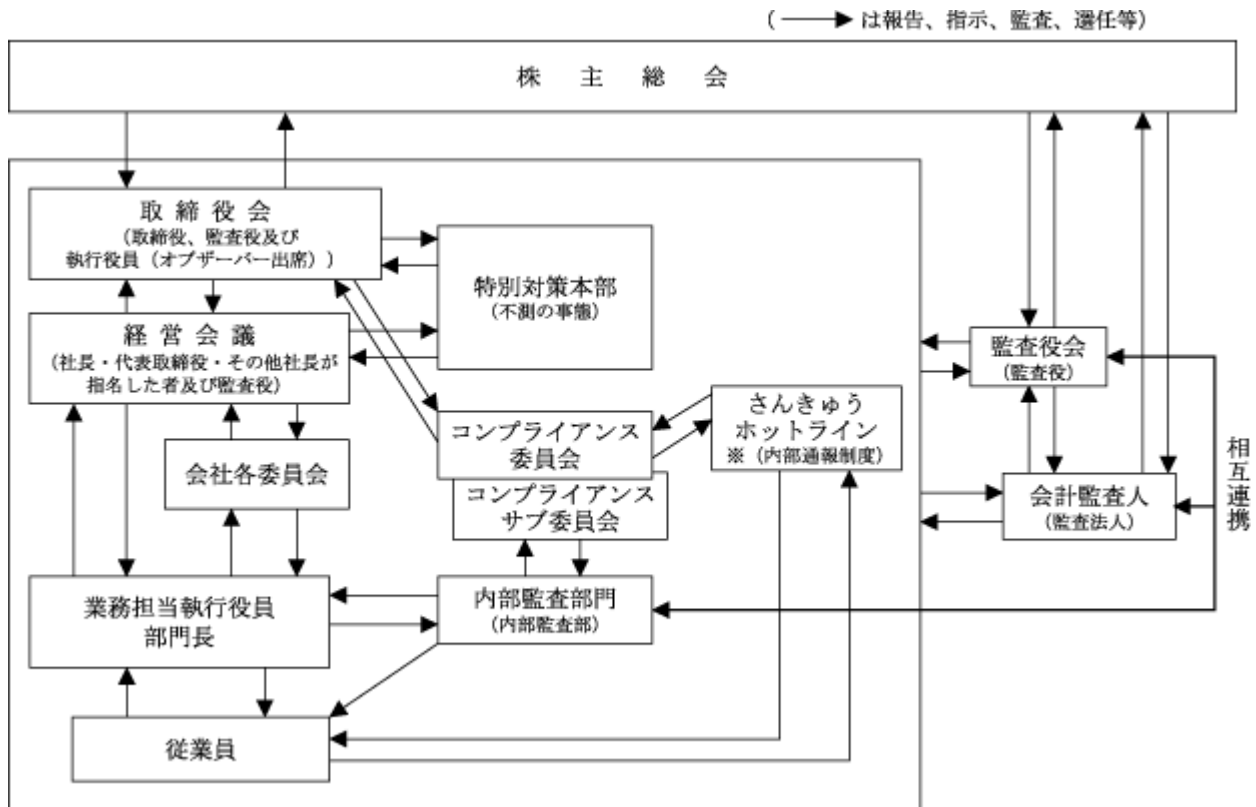 ( → は報告、指示、監査、選任等)
株主総会
取締役会
(取締役、監査役及び
執行役員(オブザーバー出席))
特別対策本部
(不測の事態)
経営会議
(社長・代表取締役・その他社長が
指名した者及び監査役)
監査役会
(監査役)
さんきゅう
ホットライン
※(内部通報制度)
コンプライアンス
委員会
会社各委員会
コンプライアンス
サブ委員会
会計監査人
(監査法人)
相互連携
業務担当執行役員
部門長
内部監査部門
(内部監査部)
従業員